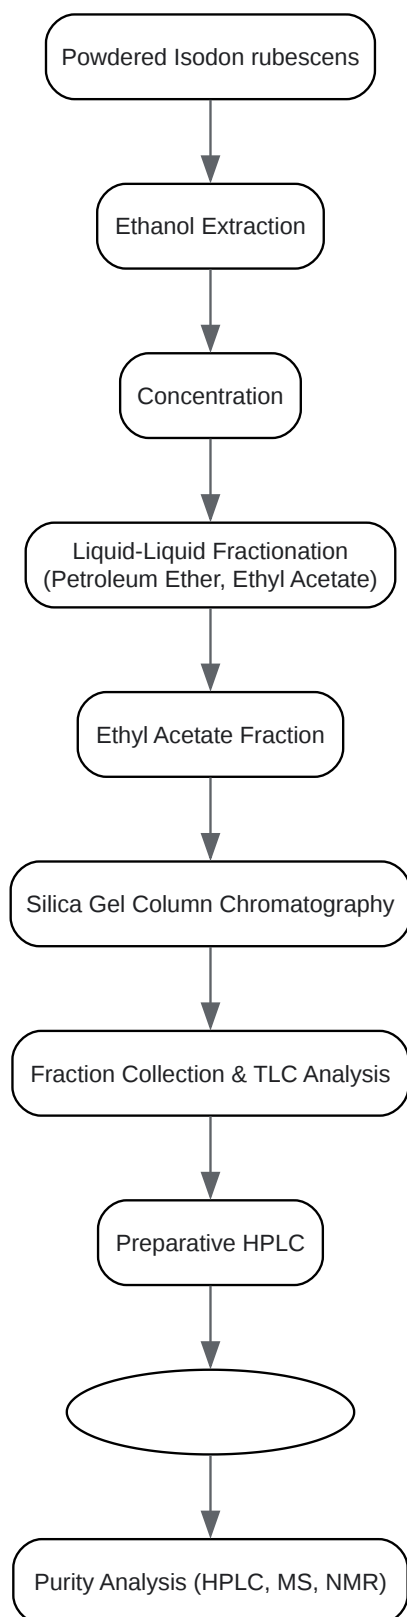 Powdered Isodon rubescens
Ethanol Extraction
Concentration
Liquid-Liquid Fractionation
(Petroleum Ether, Ethyl Acetate)
Ethyl Acetate Fraction
Silica Gel Column Chromatography
Fraction Collection & TLC Analysis
Preparative HPLC
Purity Analysis (HPLC, MS, NMR)